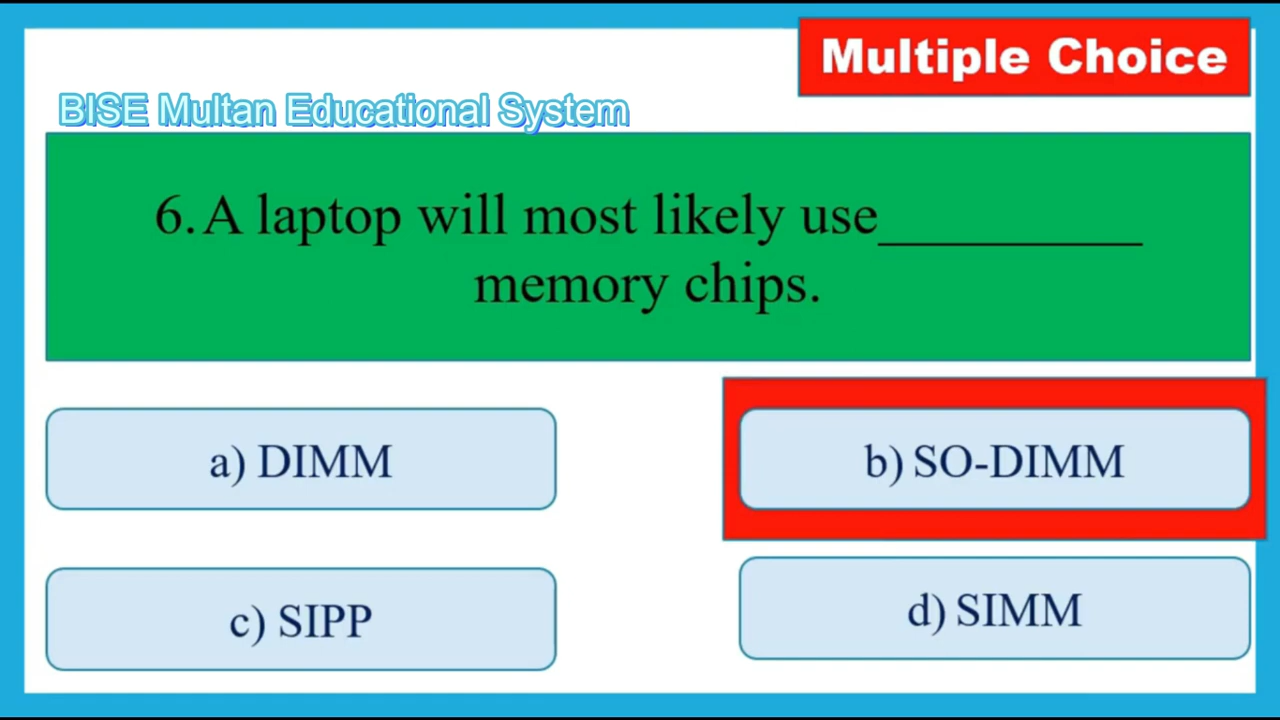 Multiple Choice
BISE Multan Educational System
6. A laptop will most likely use__________
memory chips.
a) DIMM
b) SO-DIMM
c) SIPP
d) SIMM